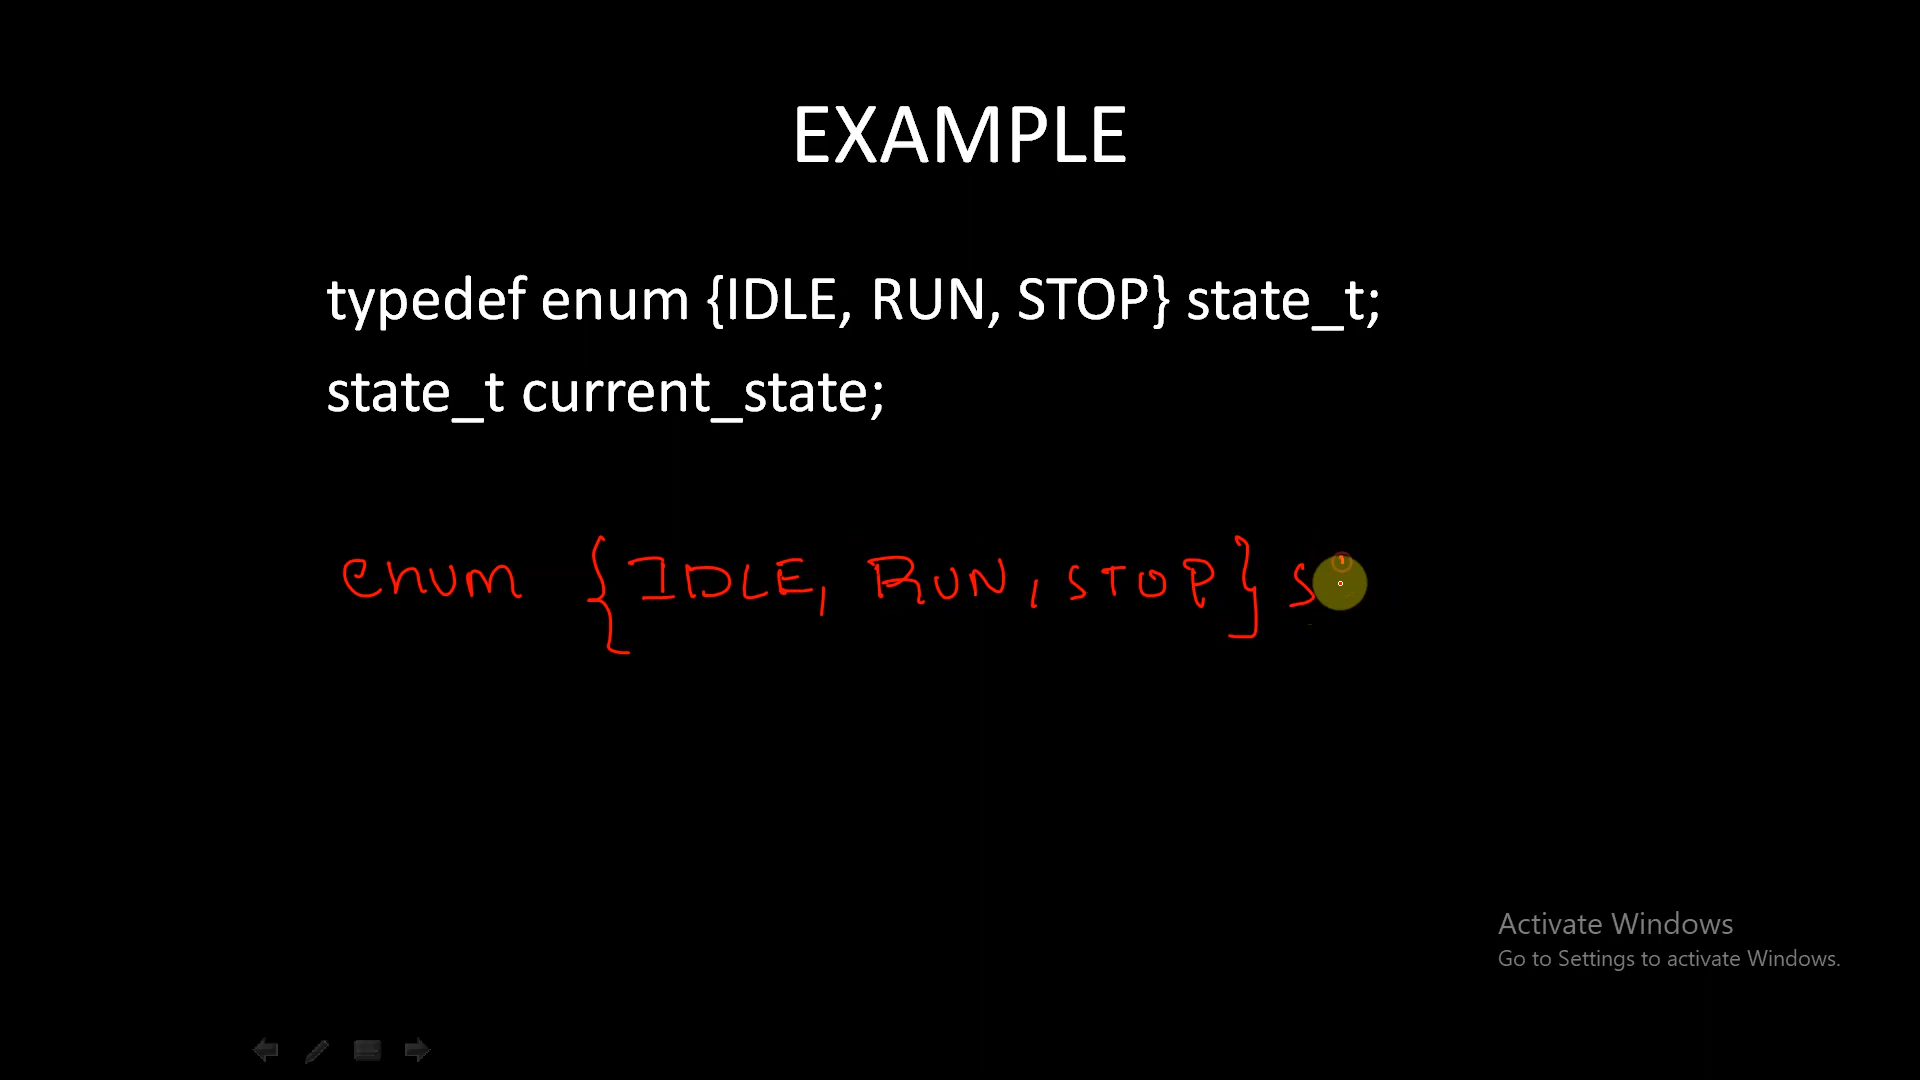 EXAMPLE
typedef enum {IDLE, RUN, STOP} state_t;
state_t current_state;
enum {IDLE, RUN, STOP} s
Activate Windows
Go to Settings to activate Windows.